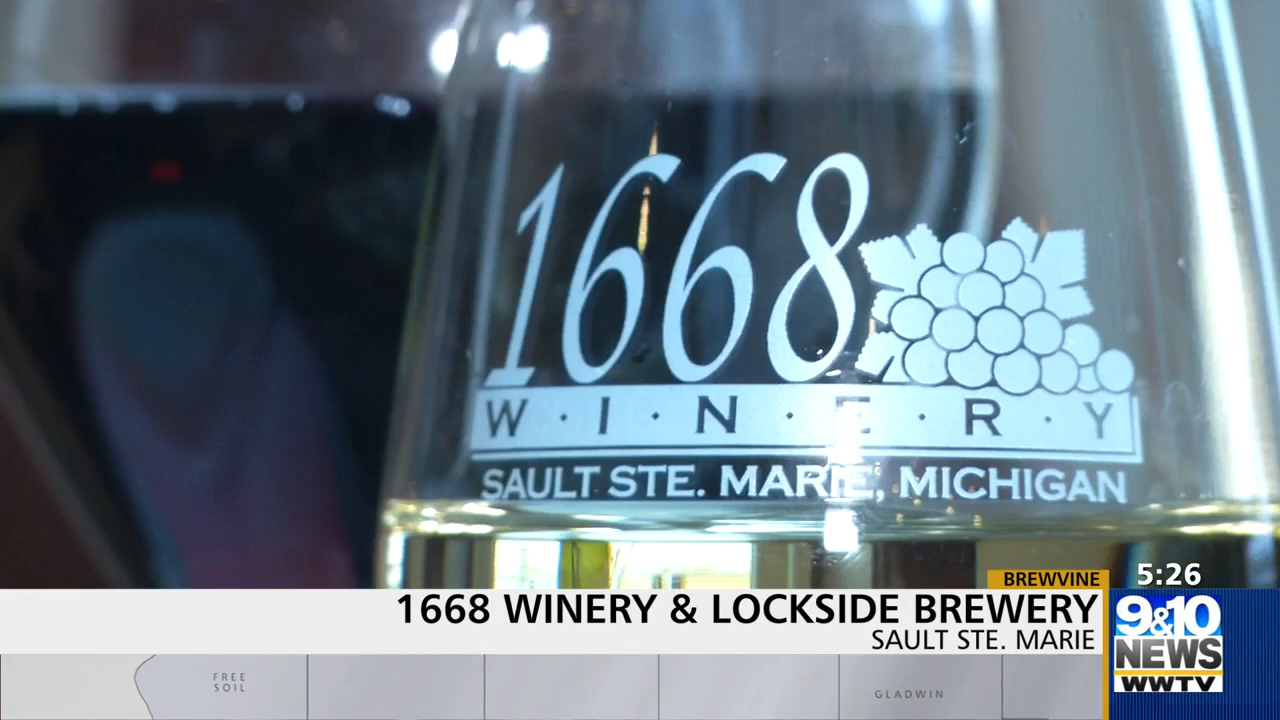 1668
W·I·N·E·R·Y
SAULT STE. MARIE, MICHIGAN
BREWVINE
5:26
1668 WINERY & LOCKSIDE BREWERY
SAULT STE. MARIE
9&10
NEWS
WWTV
FREE
SOIL
GLADWIN